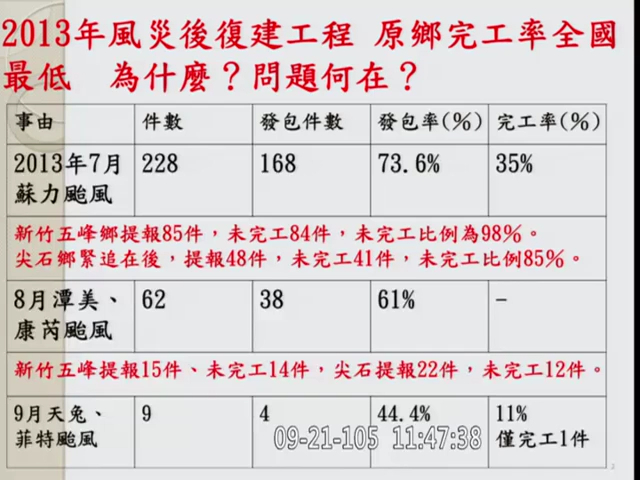 2013年風災後復建工程 原鄉完工率全國
最低 為什麼？問題何在？
事由 件數 發包件數 發包率(%) 完工率(%)
2013年7月 228 168 73.6% 35%
蘇力颱風
新竹五峰鄉提報85件，未完工84件，未完工比例為98%。
尖石鄉緊追在後，提報48件，未完工41件，未完工比例85%。
8月潭美、 62 38 61% -
康芮颱風
新竹五峰提報15件、未完工14件，尖石提報22件，未完工12件。
9月天兔、 9 4 44.4% 11%
菲特颱風 僅完工1件
09-21-105 11:47:38
2